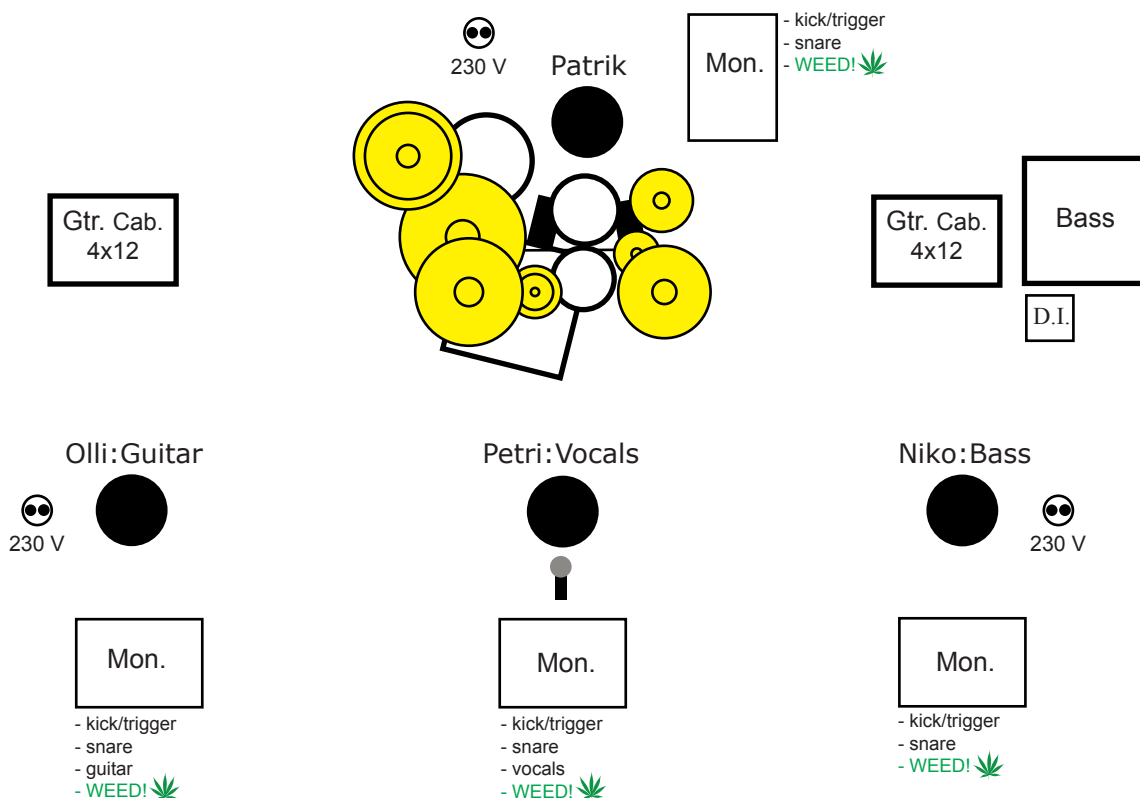 230 V
Patrik
Mon.
- kick/trigger
- snare
- WEED!
Gtr. Cab.
4x12
Gtr. Cab.
4x12
Bass
D.I.
Olli:Guitar
Petri:Vocals
Niko:Bass
230 V
230 V
Mon.
- kick/trigger
- snare
- guitar
- WEED!
Mon.
- kick/trigger
- snare
- vocals
- WEED!
Mon.
- kick/trigger
- snare
- WEED!